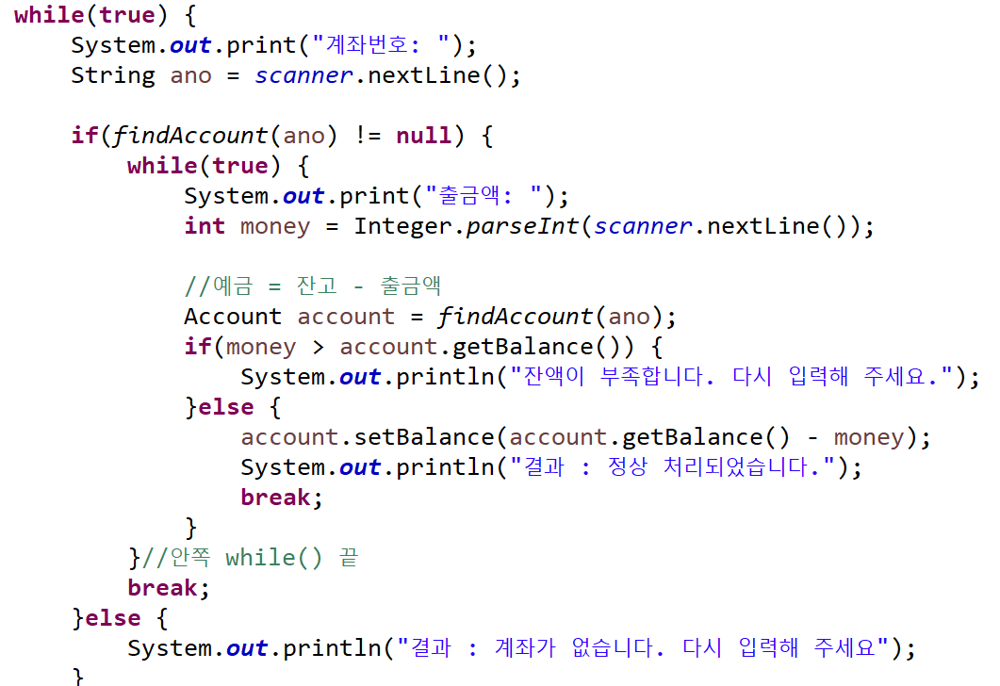 while(true) {
System.out.print("계좌번호: ");
String ano = scanner.nextLine();
if(findAccount(ano) != null) {
while(true) {
System.out.print("출금액: ");
int money = Integer.parseInt(scanner.nextLine());
//예금 = 잔고 - 출금액
Account account = findAccount(ano);
if(money > account.getBalance()) {
System.out.println("잔액이 부족합니다. 다시 입력해 주세요.");
}else {
account.setBalance(account.getBalance() - money);
System.out.println("결과 : 정상 처리되었습니다.");
break;
}
}//안쪽 while() 끝
break;
}else {
System.out.println("결과 : 계좌가 없습니다. 다시 입력해 주세요");
}